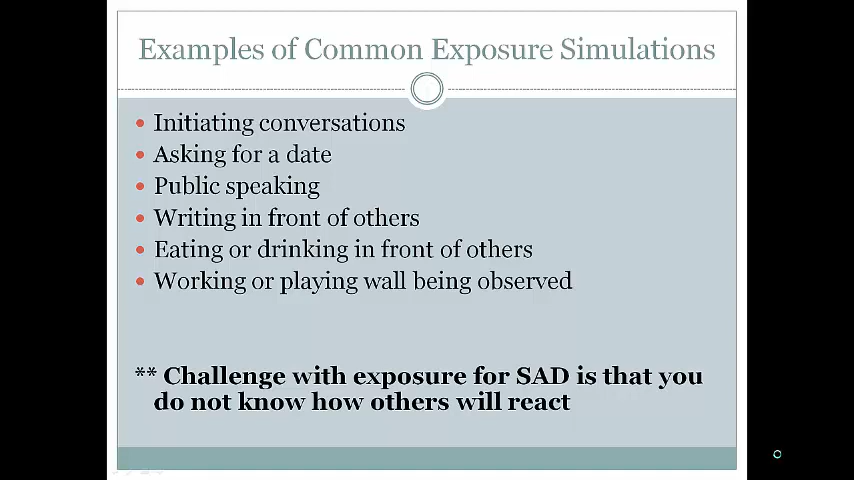 Examples of Common Exposure Simulations
Initiating conversations
Asking for a date
Public speaking
Writing in front of others
Eating or drinking in front of others
Working or playing wall being observed
** Challenge with exposure for SAD is that you
do not know how others will react